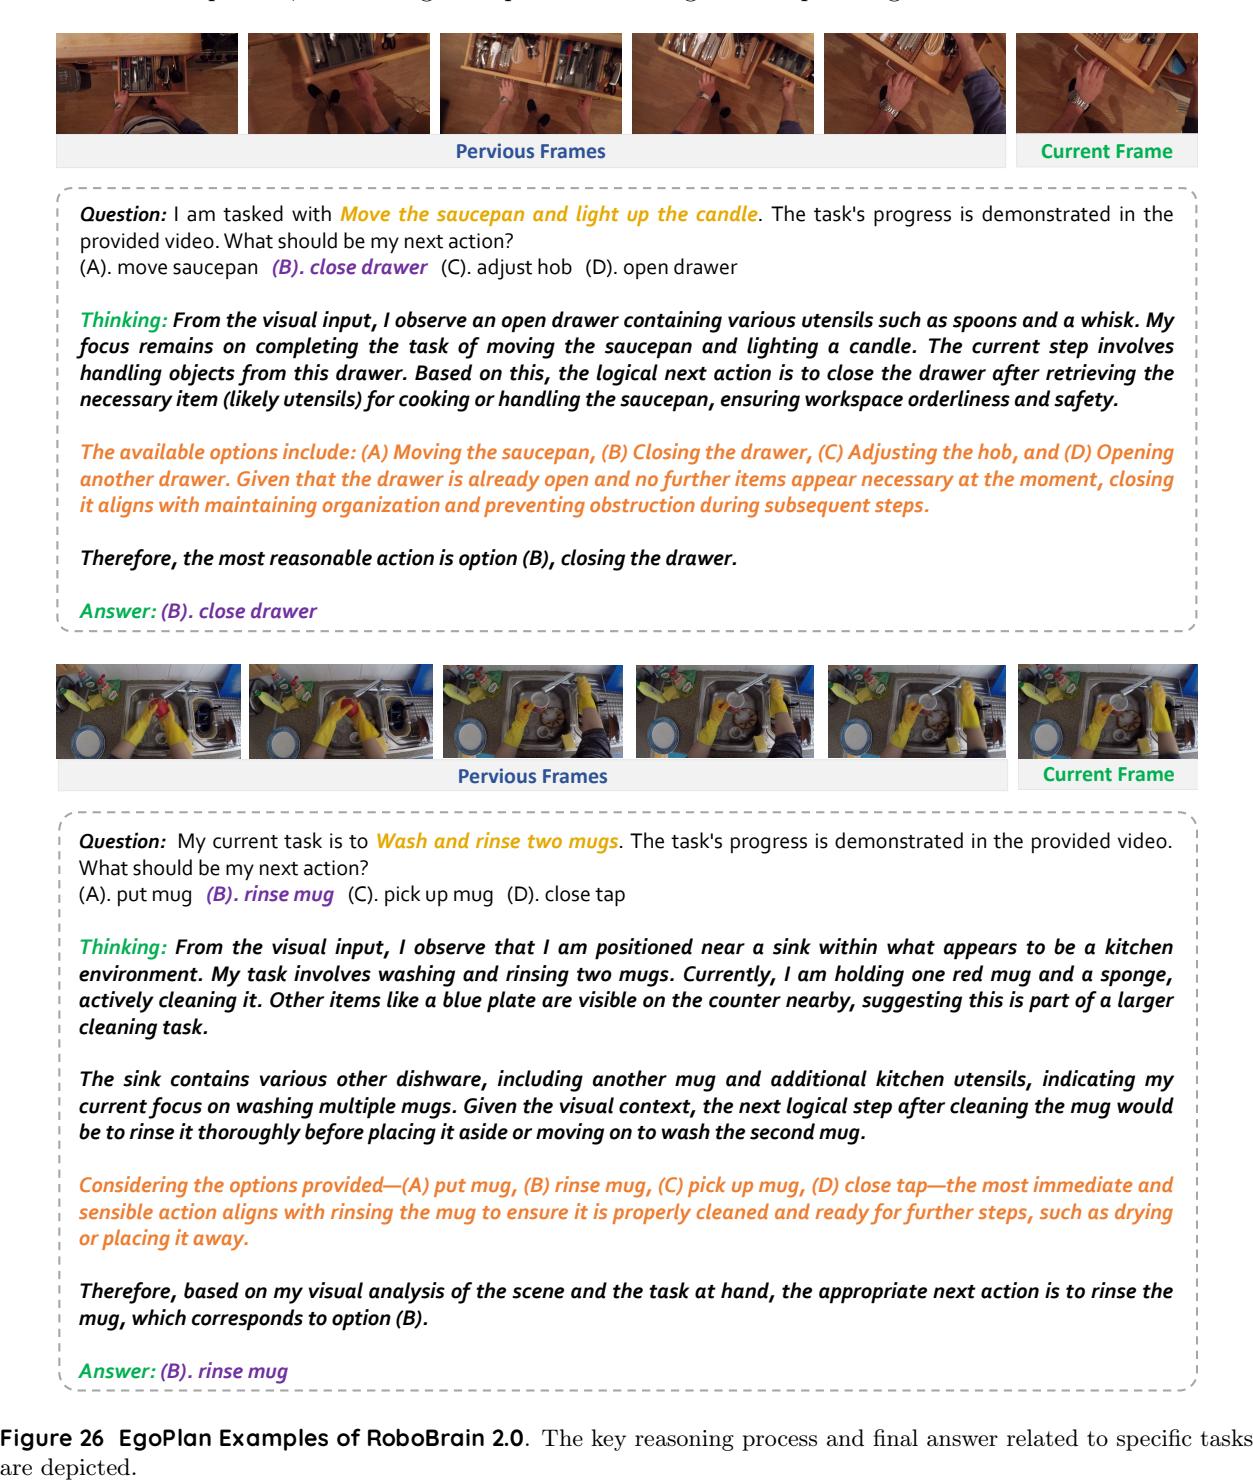 Pervious Frames
Current Frame
Question: I am tasked with Move the saucepan and light up the candle. The task's progress is demonstrated in the
provided video. What should be my next action?
(A). move saucepan (B). close drawer (C). adjust hob (D). open drawer
Thinking: From the visual input, I observe an open drawer containing various utensils such as spoons and a whisk. My
focus remains on completing the task of moving the saucepan and lighting a candle. The current step involves
handling objects from this drawer. Based on this, the logical next action is to close the drawer after retrieving the
necessary item (likely utensils) for cooking or handling the saucepan, ensuring workspace orderliness and safety.
The available options include: (A) Moving the saucepan, (B) Closing the drawer, (C) Adjusting the hob, and (D) Opening
another drawer. Given that the drawer is already open and no further items appear necessary at the moment, closing
it aligns with maintaining organization and preventing obstruction during subsequent steps.
Therefore, the most reasonable action is option (B), closing the drawer.
Answer: (B). close drawer
Pervious Frames
Current Frame
Question: My current task is to Wash and rinse two mugs. The task's progress is demonstrated in the provided video.
What should be my next action?
(A). put mug (B). rinse mug (C). pick up mug (D). close tap
Thinking: From the visual input, I observe that I am positioned near a sink within what appears to be a kitchen
environment. My task involves washing and rinsing two mugs. Currently, I am holding one red mug and a sponge,
actively cleaning it. Other items like a blue plate are visible on the counter nearby, suggesting this is part of a larger
cleaning task.
The sink contains various other dishware, including another mug and additional kitchen utensils, indicating my
current focus on washing multiple mugs. Given the visual context, the next logical step after cleaning the mug would
be to rinse it thoroughly before placing it aside or moving on to wash the second mug.
Considering the options provided—(A) put mug, (B) rinse mug, (C) pick up mug, (D) close tap—the most immediate and
sensible action aligns with rinsing the mug to ensure it is properly cleaned and ready for further steps, such as drying
or placing it away.
Therefore, based on my visual analysis of the scene and the task at hand, the appropriate next action is to rinse the
mug, which corresponds to option (B).
Answer: (B). rinse mug
Figure 26 EgoPlan Examples of RoboBrain 2.0. The key reasoning process and final answer related to specific tasks
are depicted.